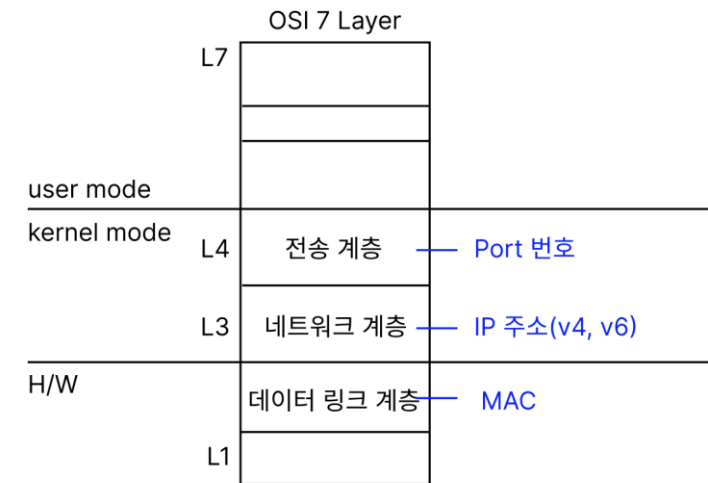 OSI 7 Layer
L7
user mode
kernel mode
L4 전송 계층 Port 번호
L3 네트워크 계층 IP 주소(v4, v6)
H/W
데이터 링크 계층 MAC
L1